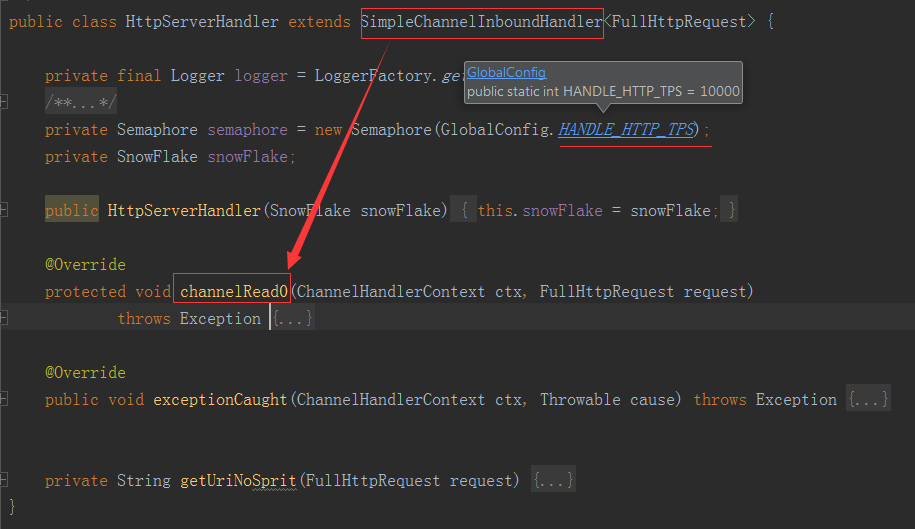 public class HttpServerHandler extends SimpleChannelInboundHandler<FullHttpRequest> {
private final Logger logger = LoggerFactory.ge
GlobalConfig
public static int HANDLE_HTTP_TPS = 10000
/**...*/
private Semaphore semaphore = new Semaphore(GlobalConfig.HANDLE_HTTP_TPS);
private SnowFlake snowFlake;
public HttpServerHandler(SnowFlake snowFlake) { this.snowFlake = snowFlake; }
@Override
protected void channelRead0(ChannelHandlerContext ctx, FullHttpRequest request)
throws Exception {...}
@Override
public void exceptionCaught(ChannelHandlerContext ctx, Throwable cause) throws Exception {...}
private String getUriNoSprit(FullHttpRequest request) {...}
}